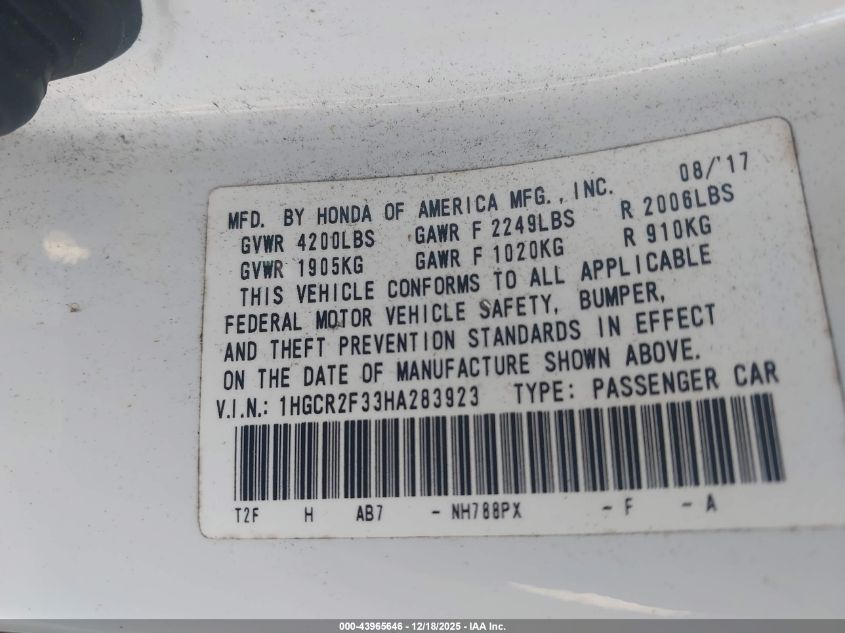 MFD. BY HONDA OF AMERICA MFG., INC. 08/'17
GVWR 4200LBS GAWR F 2249LBS R 2006LBS
GVWR 1905KG GAWR F 1020KG R 910KG
THIS VEHICLE CONFORMS TO ALL APPLICABLE
FEDERAL MOTOR VEHICLE SAFETY, BUMPER,
AND THEFT PREVENTION STANDARDS IN EFFECT
ON THE DATE OF MANUFACTURE SHOWN ABOVE.
V.I.N.: 1HGCR2F33HA283923 TYPE: PASSENGER CAR
T2F H AB7 - NH788PX - F - A
000-43965646 - 12/18/2025 - IAA Inc.